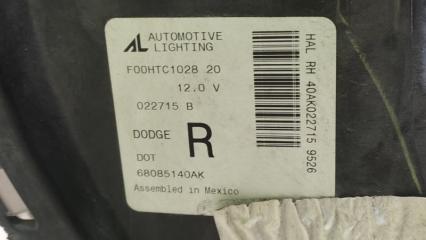 AL AUTOMOTIVE
LIGHTING
F00HTC1028 20
12.0 V
022715 B
DODGE R
DOT
68085140AK
Assembled in Mexico
HAL RH 40AK022715 9526